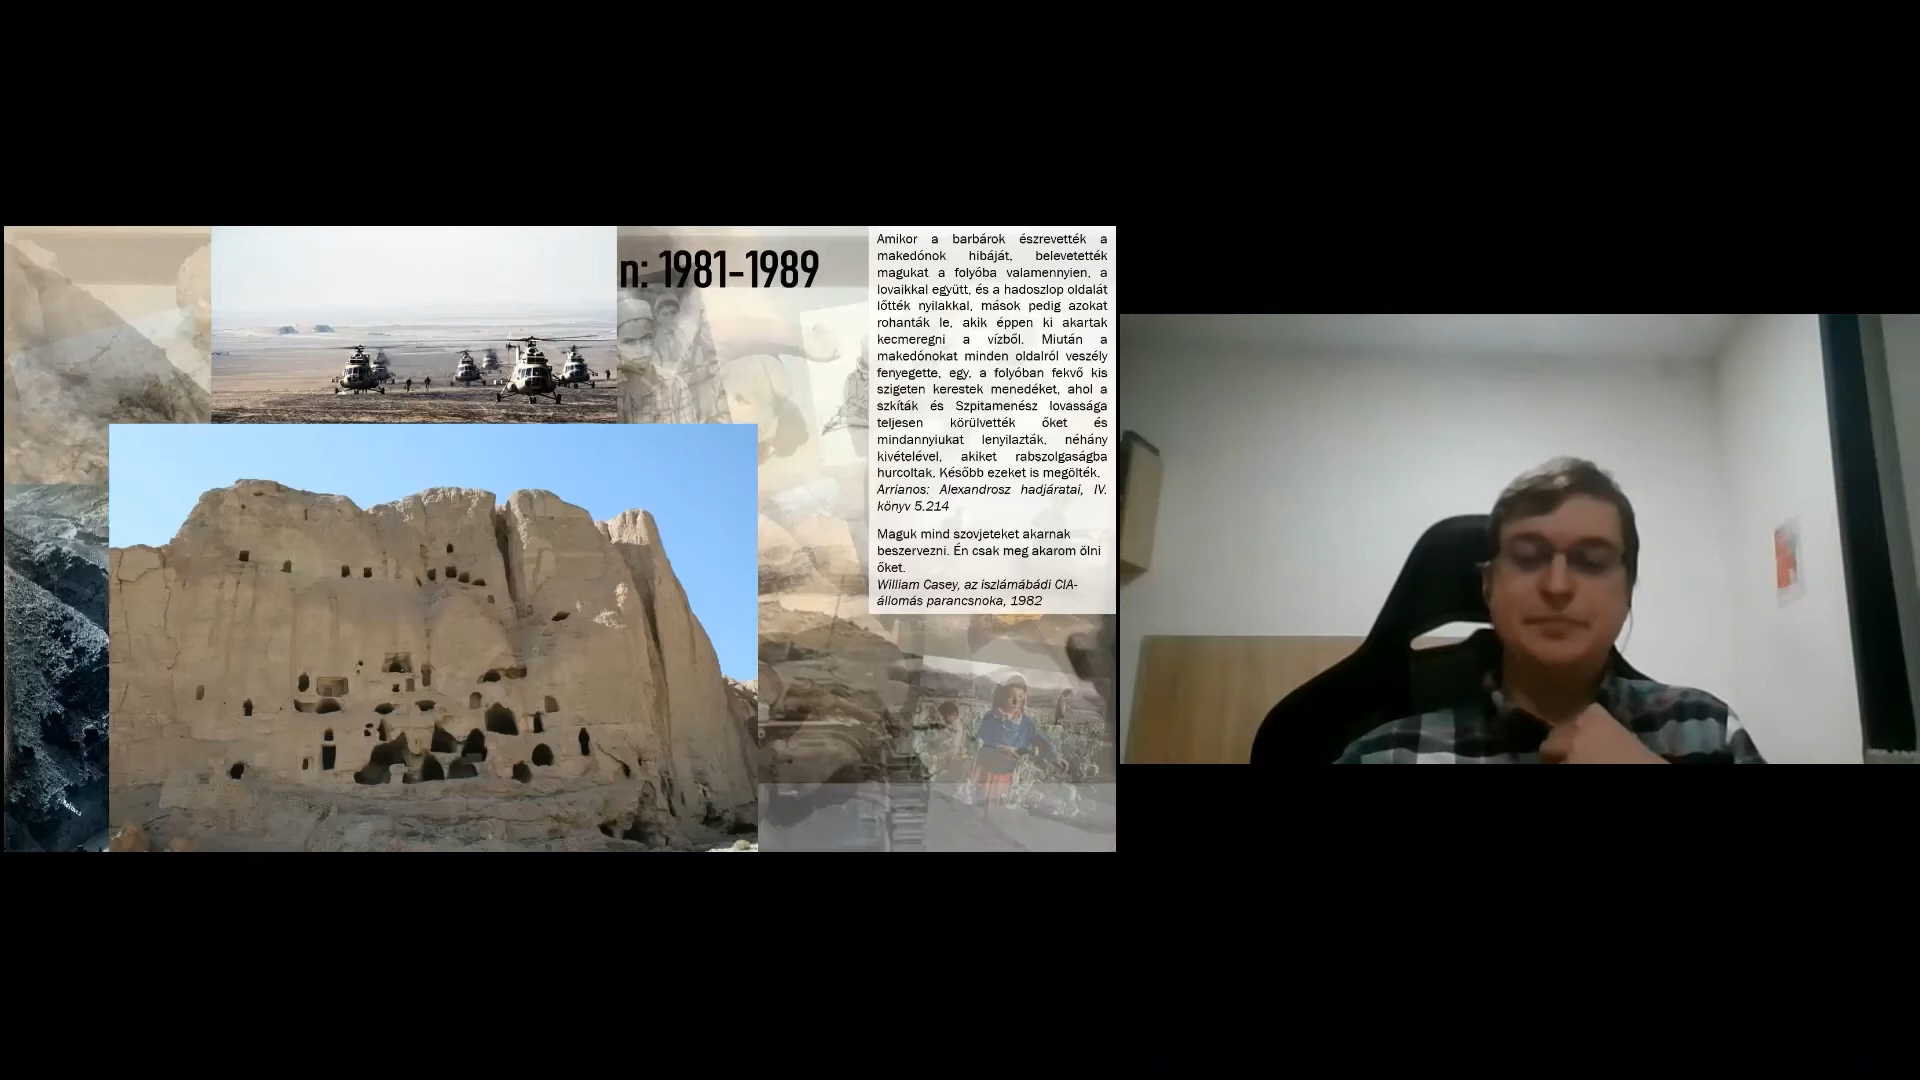 n: 1981-1989
Amikor a barbárok észrevették a
makedónok hibáját, belevetették
magukat a folyóba valamennyien, a
lovaikkal együtt, és a hadoszlop oldalát
lőtték nyilakkal, mások pedig azokat
rohanták le, akik éppen ki akartak
kecmeregni a vízből. Miután a
makedónokat minden oldalról veszély
fenyegette, egy, a folyóban fekvő kis
szigeten kerestek menedéket, ahol a
szkíták és Szpitamenész lovassága
teljesen körülvették őket és
mindannyiukat lenyilazták, néhány
kivételével, akiket rabszolgaságba
hurcoltak. Később ezeket is megölték.
Arrianos: Alexandrosz hadjáratai, IV.
könyv 5.214
Maguk mind szovjeteket akarnak
beszervezni. Én csak meg akarom ölni
őket.
William Casey, az iszlámábádi CIA-
állomás parancsnoka, 1982